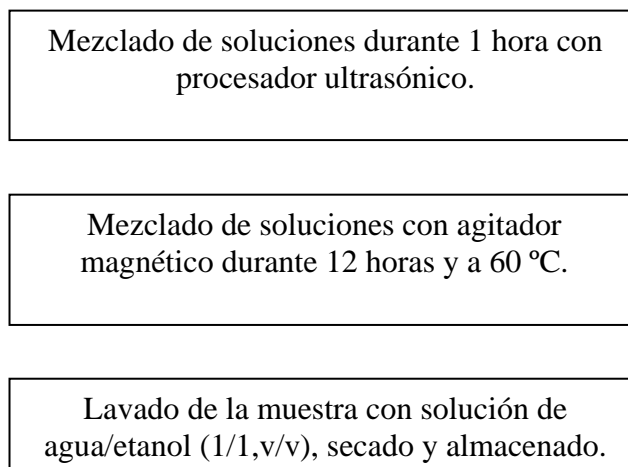 Mezclado de soluciones durante 1 hora con
procesador ultrasónico.
Mezclado de soluciones con agitador
magnético durante 12 horas y a 60 ºC.
Lavado de la muestra con solución de
agua/etanol (1/1,v/v), secado y almacenado.